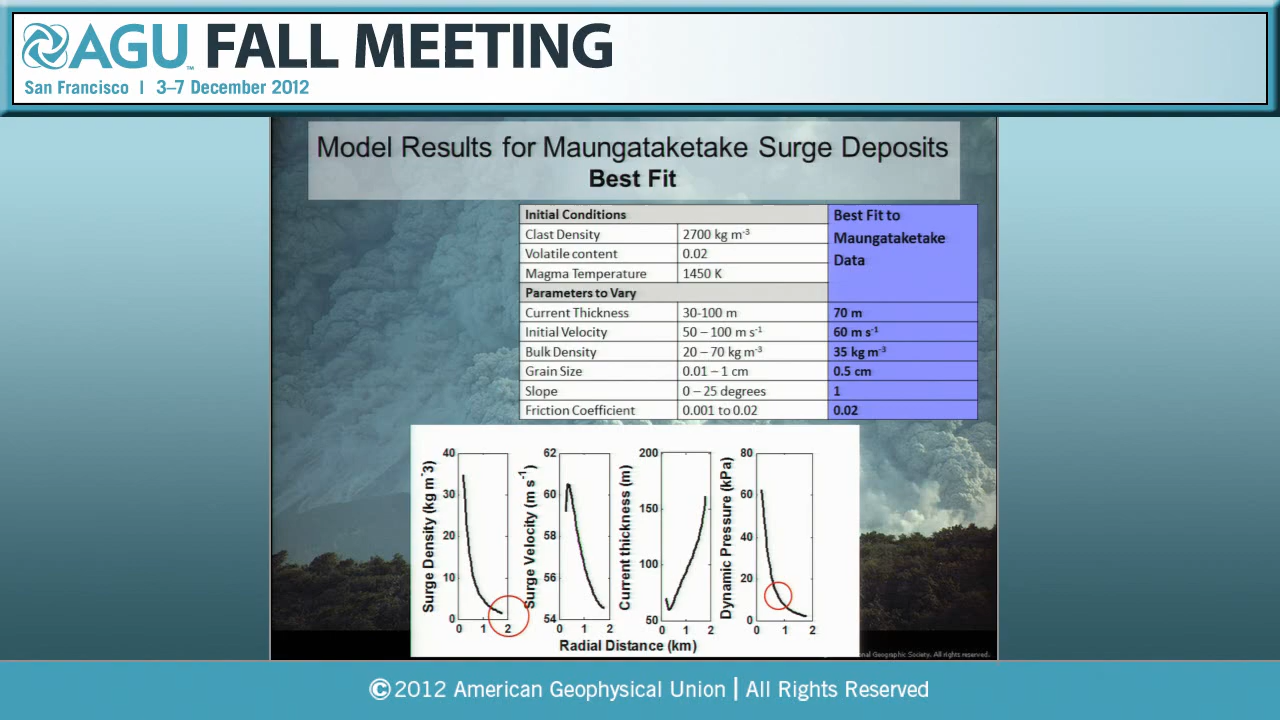 AGU™ FALL MEETING
San Francisco | 3–7 December 2012
Model Results for Maungataketake Surge Deposits
Best Fit
Initial Conditions
Best Fit to Maungataketake Data
Clast Density 2700 kg m-3
Volatile content 0.02
Magma Temperature 1450 K
Parameters to Vary
Current Thickness 30-100 m 70 m
Initial Velocity 50 – 100 m s-1 60 m s-1
Bulk Density 20 – 70 kg m-3 35 kg m-3
Grain Size 0.01 – 1 cm 0.5 cm
Slope 0 – 25 degrees 1
Friction Coefficient 0.001 to 0.02 0.02
Surge Density (kg m-3)
40
30
20
10
0
0 1 2
Surge Velocity (m s-1)
62
60
58
56
54
0 1 2
Current thickness (m)
200
150
100
50
0 1 2
Dynamic Pressure (kPa)
80
60
40
20
0
0 1 2
Radial Distance (km)
Geographic Society. All rights reserved.
©2012 American Geophysical Union | All Rights Reserved